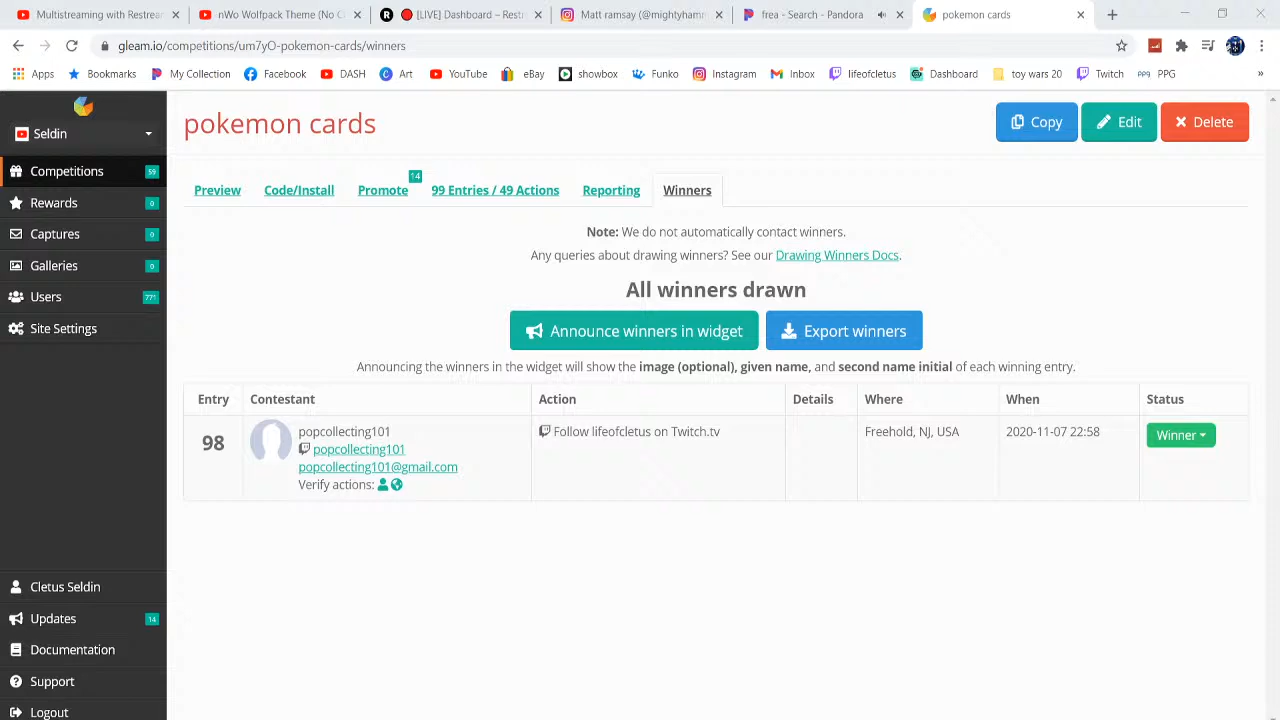 Multistreaming with Restrea
nWo Wolfpack Theme (No C
[LIVE] Dashboard – Restr
Matt ramsay (@mightyhamm
frea - Search - Pandora
pokemon cards
gleam.io/competitions/um7yO-pokemon-cards/winners
Apps
Bookmarks
My Collection
Facebook
DASH
Art
YouTube
eBay
showbox
Funko
Instagram
Inbox
lifeofcletus
Dashboard
toy wars 20
Twitch
PPG
»
Seldin
Competitions 59
Rewards 0
Captures 0
Galleries 0
Users
Site Settings
Cletus Seldin
Updates 14
Documentation
Support
Logout
pokemon cards
Copy
Edit
Delete
Preview
Code/Install
Promote 14
99 Entries / 49 Actions
Reporting
Winners
Note: We do not automatically contact winners.
Any queries about drawing winners? See our Drawing Winners Docs.
All winners drawn
Announce winners in widget
Export winners
Announcing the winners in the widget will show the image (optional), given name, and second name initial of each winning entry.
Entry Contestant Action Details Where When Status
98
popcollecting101
popcollecting101
popcollecting101@gmail.com
Verify actions:
Follow lifeofcletus on Twitch.tv
Freehold, NJ, USA
2020-11-07 22:58
Winner